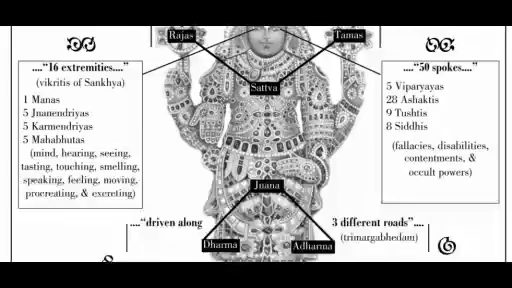 Rajas
Tamas
...."16 extremities...."
(vikritis of Sankhya)
1 Manas
5 Jnanendriyas
5 Karmendriyas
5 Mahabhutas
(mind, hearing, seeing,
tasting, touching, smelling,
speaking, feeling, moving,
procreating, & excreting)
Sattva
...."50 spokes..."
5 Viparyayas
28 Ashaktis
9 Tushtis
8 Siddhis
(fallacies, disabilities,
contentments, &
occult powers)
Jnana
...."driven along
3 different roads"....
(trimargabhedam)
Dharma
Adharma